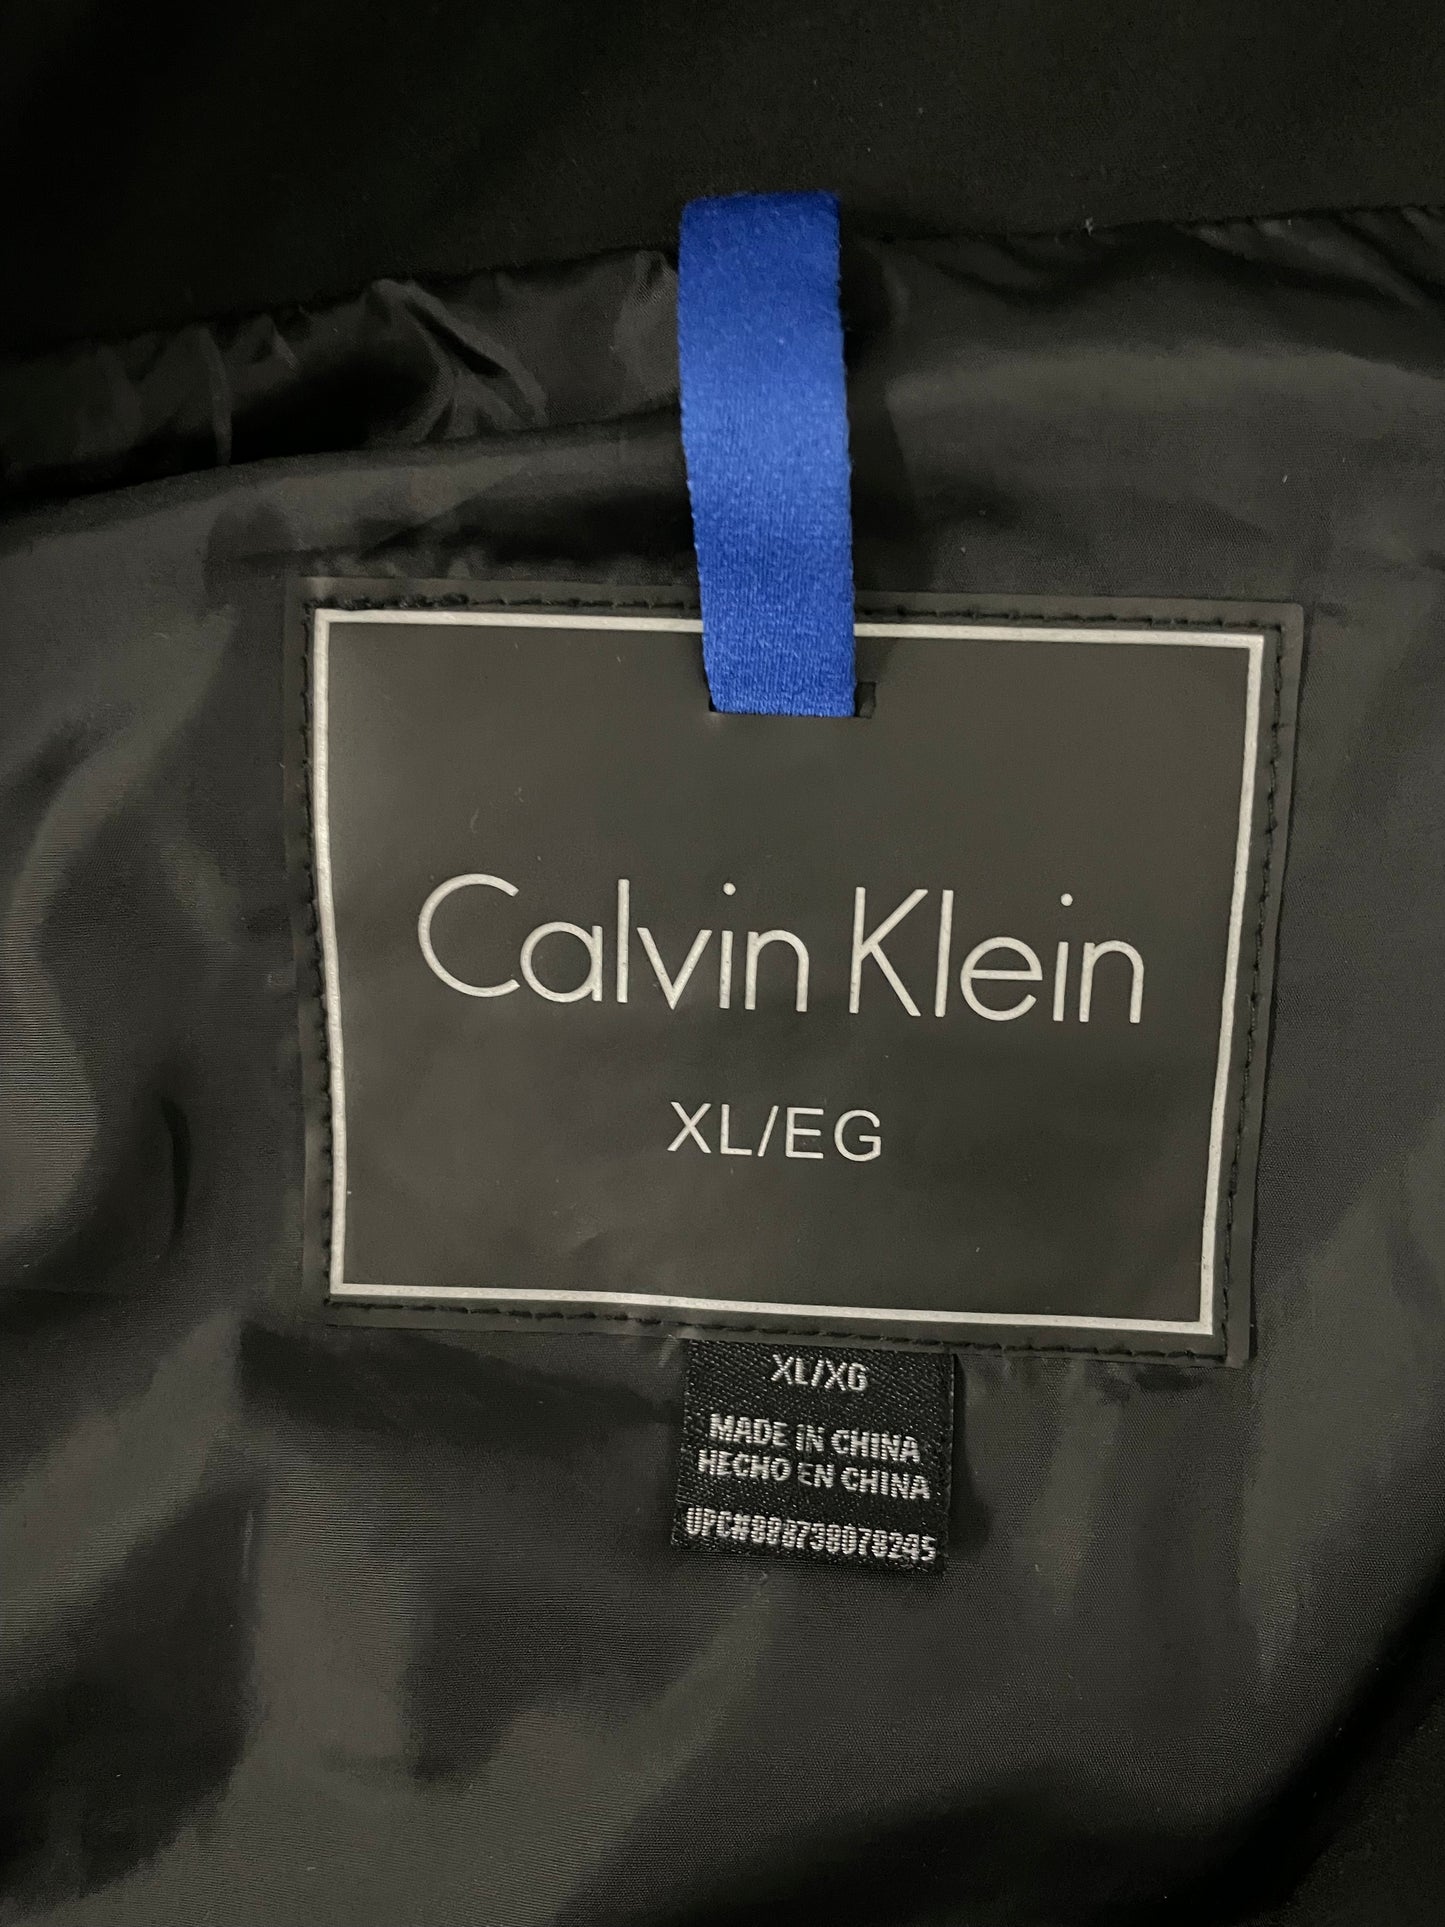 Calvin Klein
XL/EG
XL/XG
MADE IN CHINA
HECHO EN CHINA